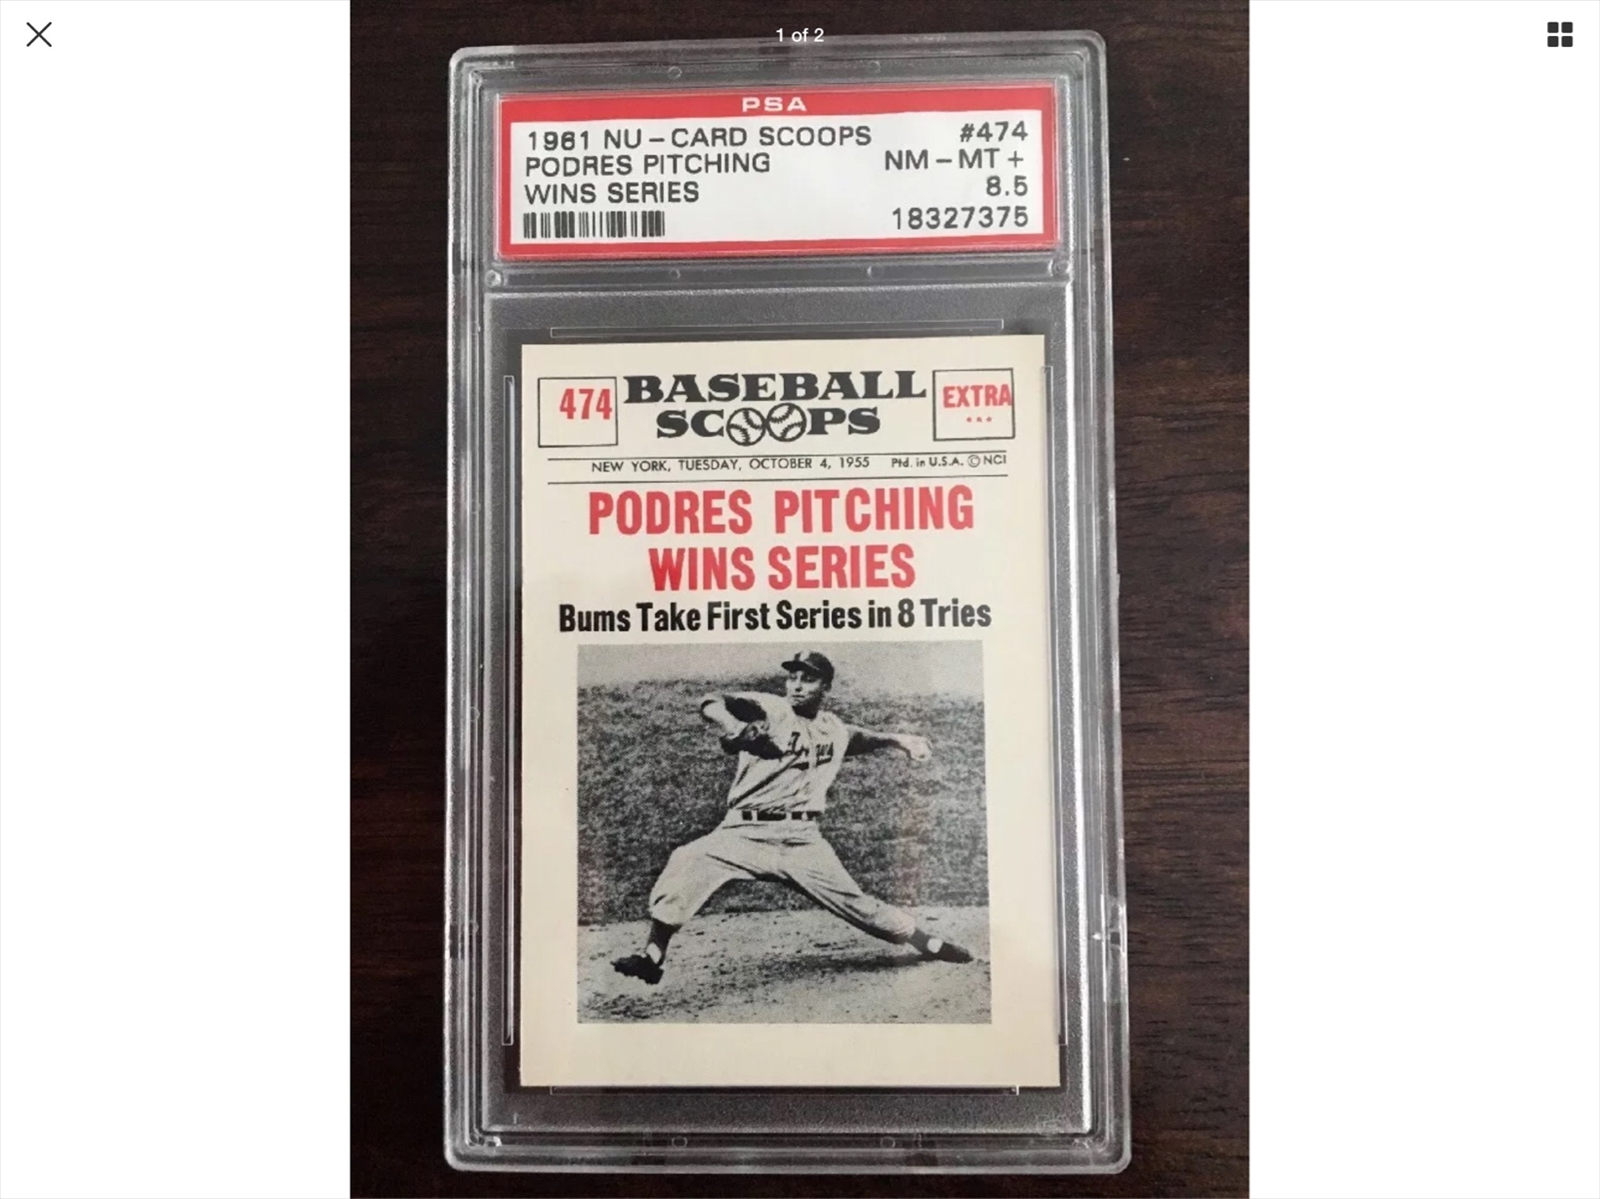 1 of 2
PSA
1961 NU-CARD SCOOPS #474
PODRES PITCHING NM-MT+
WINS SERIES 8.5
18327375
474 BASEBALL EXTRA
SCOOPS ...
NEW YORK, TUESDAY, OCTOBER 4, 1955 Ptd. in U.S.A. © NCI
PODRES PITCHING
WINS SERIES
Bums Take First Series in 8 Tries